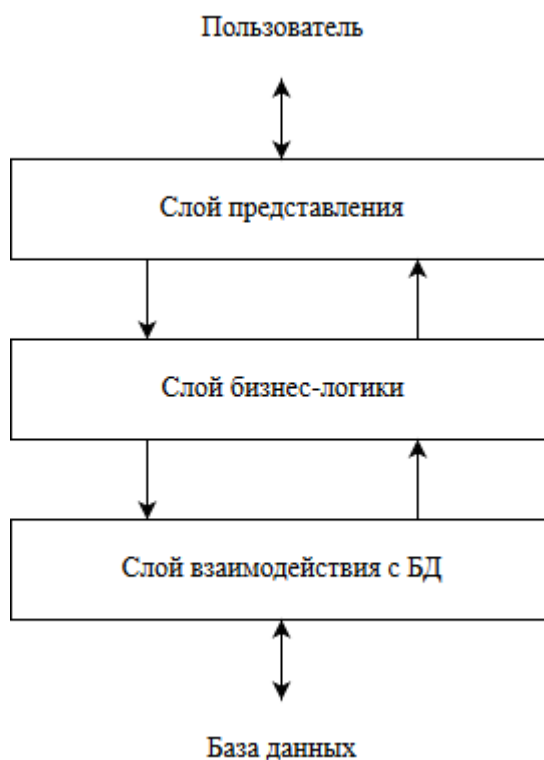 Пользователь
Слой представления
Слой бизнес-логики
Слой взаимодействия с БД
База данных